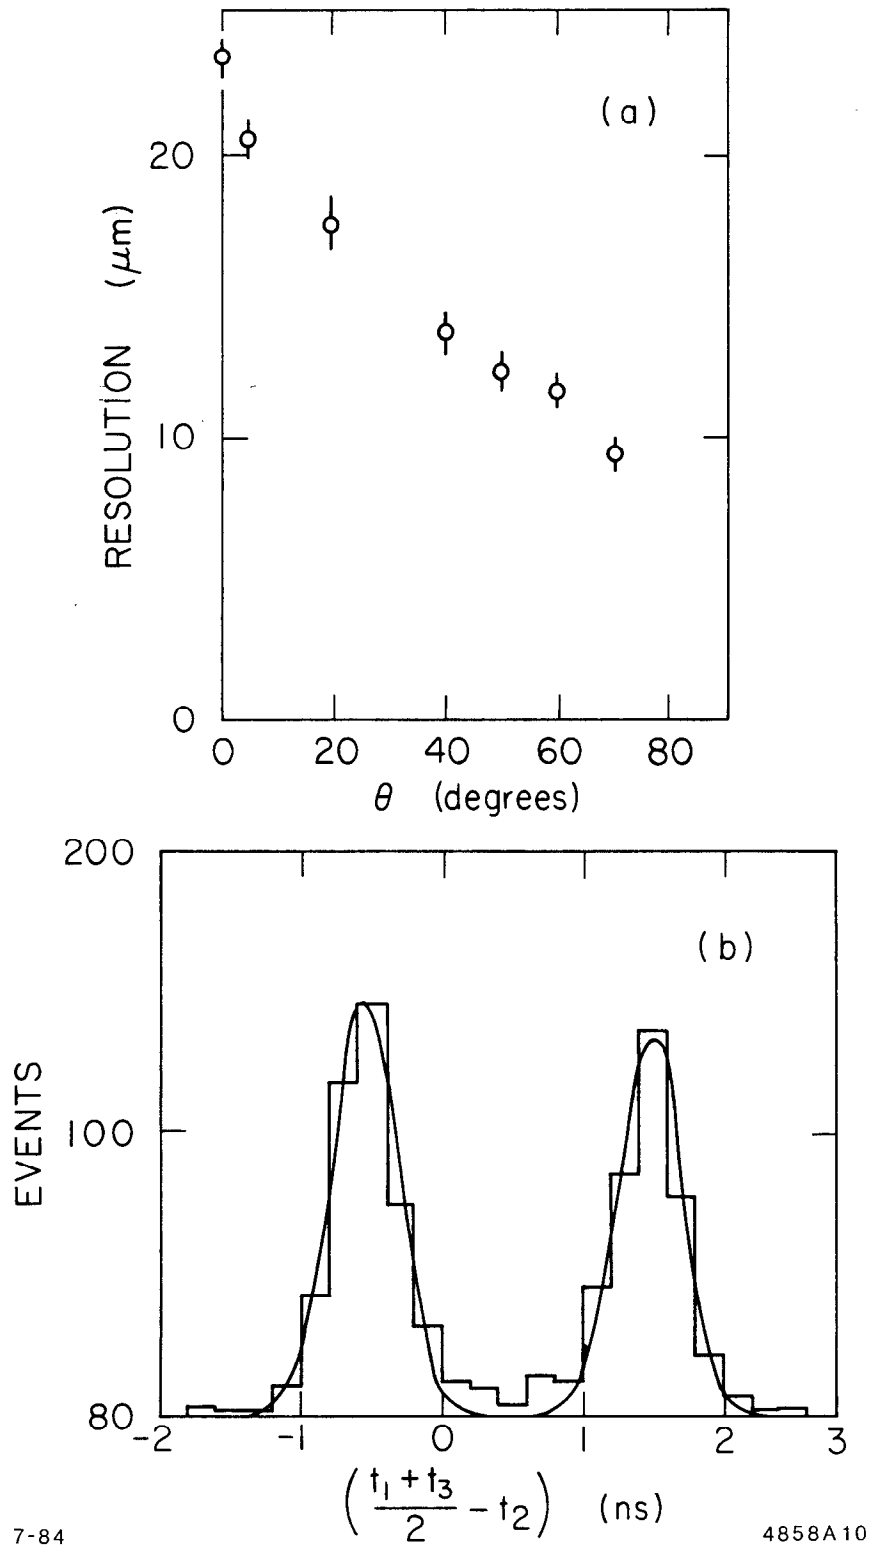 (a)
20
RESOLUTION (μm)
10
0
0 20 40 60 80
θ (degrees)
200
(b)
EVENTS
100
80
-2 -1 0 1 2 3
(t₁ + t₃ / 2 - t₂) (ns)
7-84 4858A10